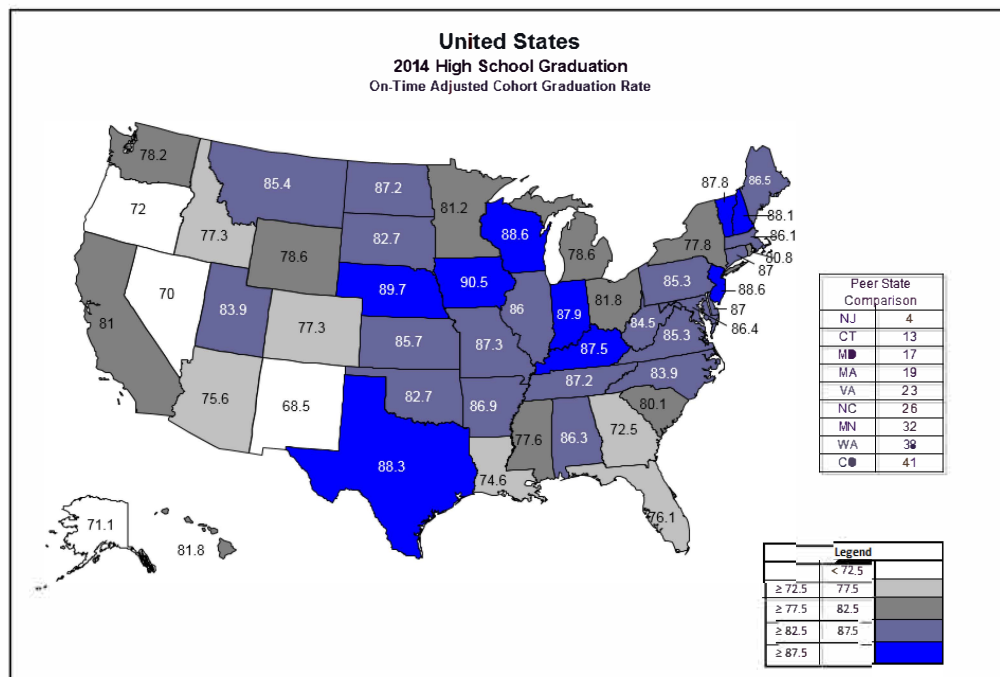 United States
2014 High School Graduation
On-Time Adjusted Cohort Graduation Rate
78.2
85.4
87.2
81.2
87.8
86.5
72
88.6
88.1
77.3
82.7
78.6
77.8
86.1
78.6
80.8
89.7
90.5
85.3
87
70
83.9
86
87.9
81.8
88.6
81
77.3
84.5
87
85.7
87.3
85.3
86.4
87.5
87.2
83.9
75.6
82.7
86.9
80.1
68.5
77.6
86.3
72.5
88.3
74.6
76.1
71.1
81.8
Peer State
Comparison
NJ 4
CT 13
MD 17
MA 19
VA 23
NC 26
MN 32
WA 38
CO 41
Legend
< 72.5
≥ 72.5 77.5
≥ 77.5 82.5
≥ 82.5 87.5
≥ 87.5